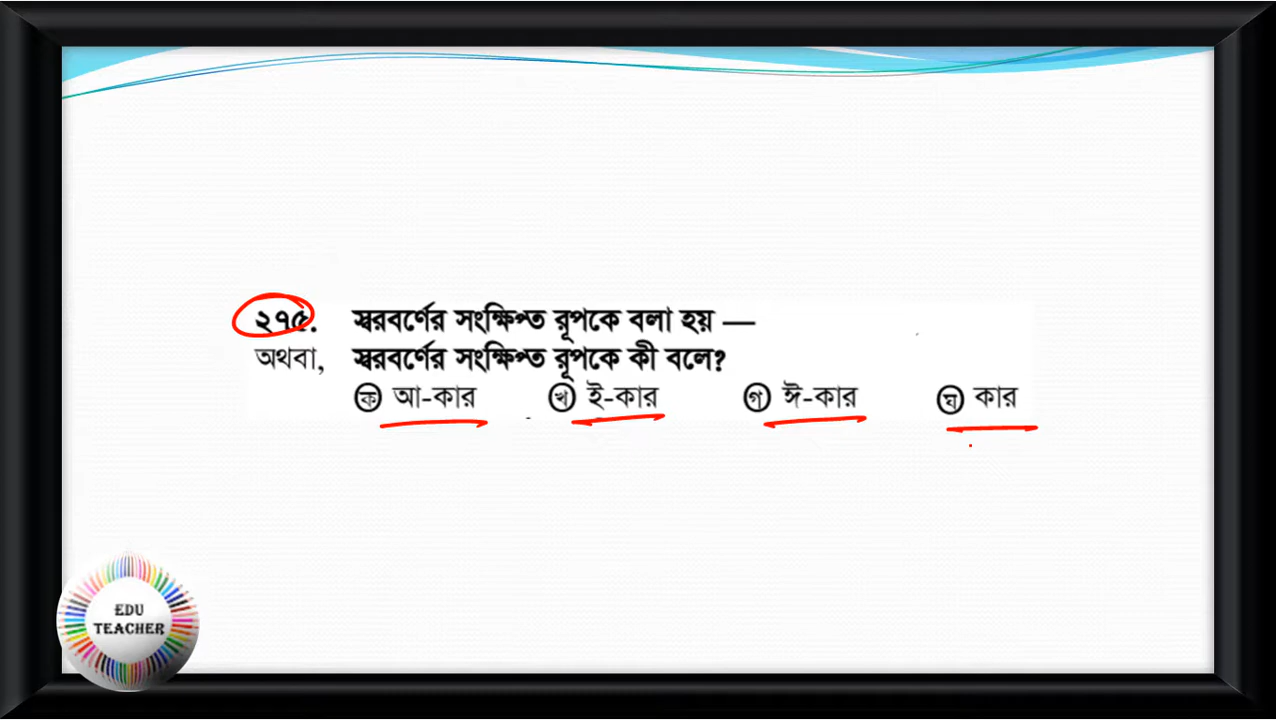 ২৭৫. স্বরবর্ণের সংক্ষিপ্ত রূপকে বলা হয় —
অথবা, স্বরবর্ণের সংক্ষিপ্ত রূপকে কী বলে?
ক আ-কার খ ই-কার গ ঈ-কার ঘ কার
EDU
TEACHER